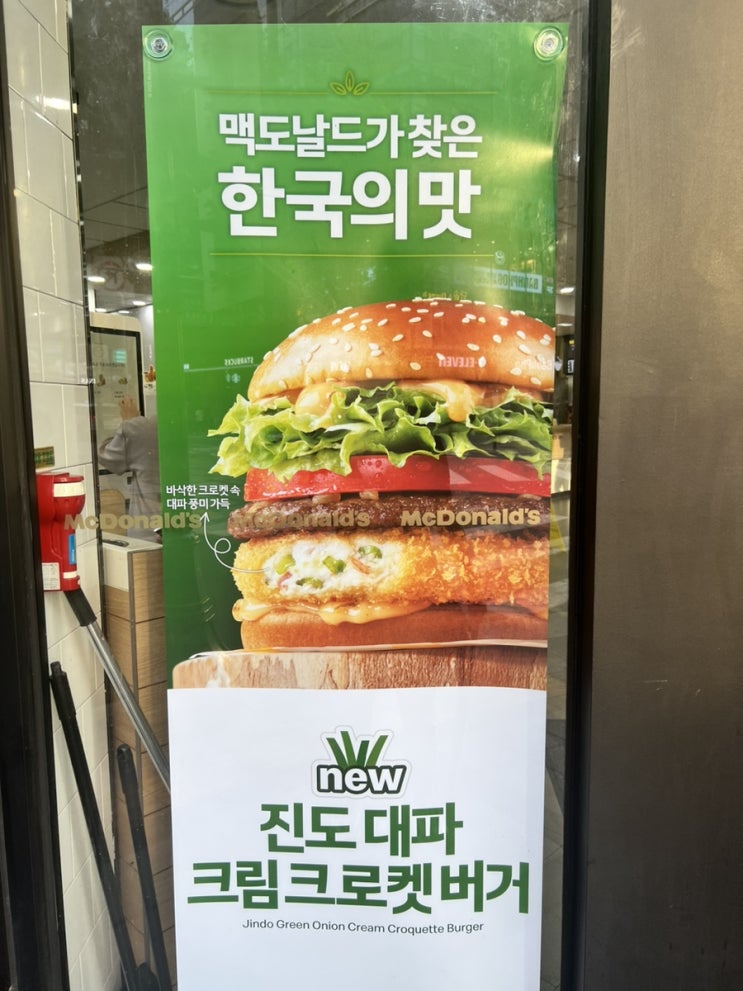 맥도날드가 찾은
한국의 맛
바삭한 크로켓 속
대파 풍미 가득
McDonald's McDonald's McDonald's
new
진도 대파
크림 크로켓 버거
Jindo Green Onion Cream Croquette Burger